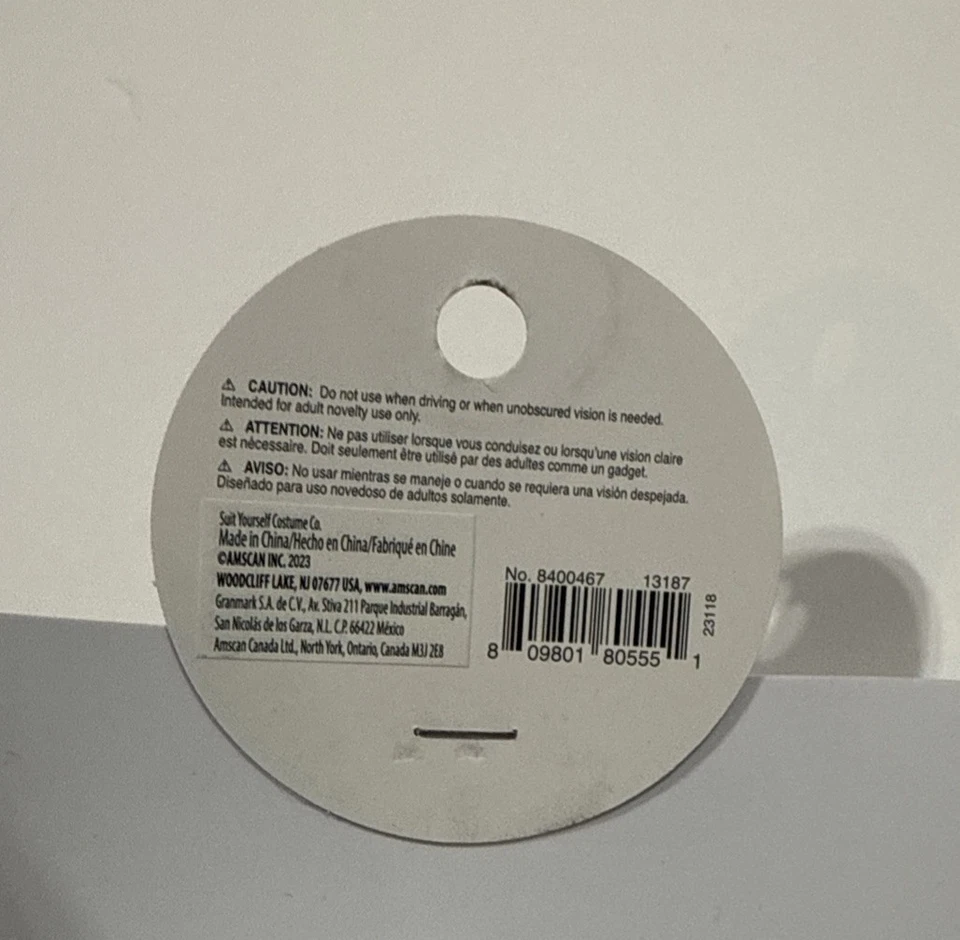 ⚠ CAUTION: Do not use when driving or when unobscured vision is needed.
Intended for adult novelty use only.
⚠ ATTENTION: Ne pas utiliser lorsque vous conduisez ou lorsqu'une vision claire
est nécessaire. Doit seulement être utilisé par des adultes comme un gadget.
⚠ AVISO: No usar mientras se maneje o cuando se requiera una visión despejada.
Diseñado para uso novedoso de adultos solamente.
Suit Yourself Costume Co.
Made in China/Hecho en China/Fabriqué en Chine
©AMSCAN INC. 2023
WOODCLIFF LAKE, NJ 07677 USA, www.amscan.com
Granmark S.A. de C.V., Av. Stiva 211 Parque Industrial Barragán,
San Nicolás de los Garza, N.L. C.P. 66422 México
Amscan Canada Ltd., North York, Ontario, Canada M3J 2E8
No. 8400467 13187
23118
8 09801 80555 1